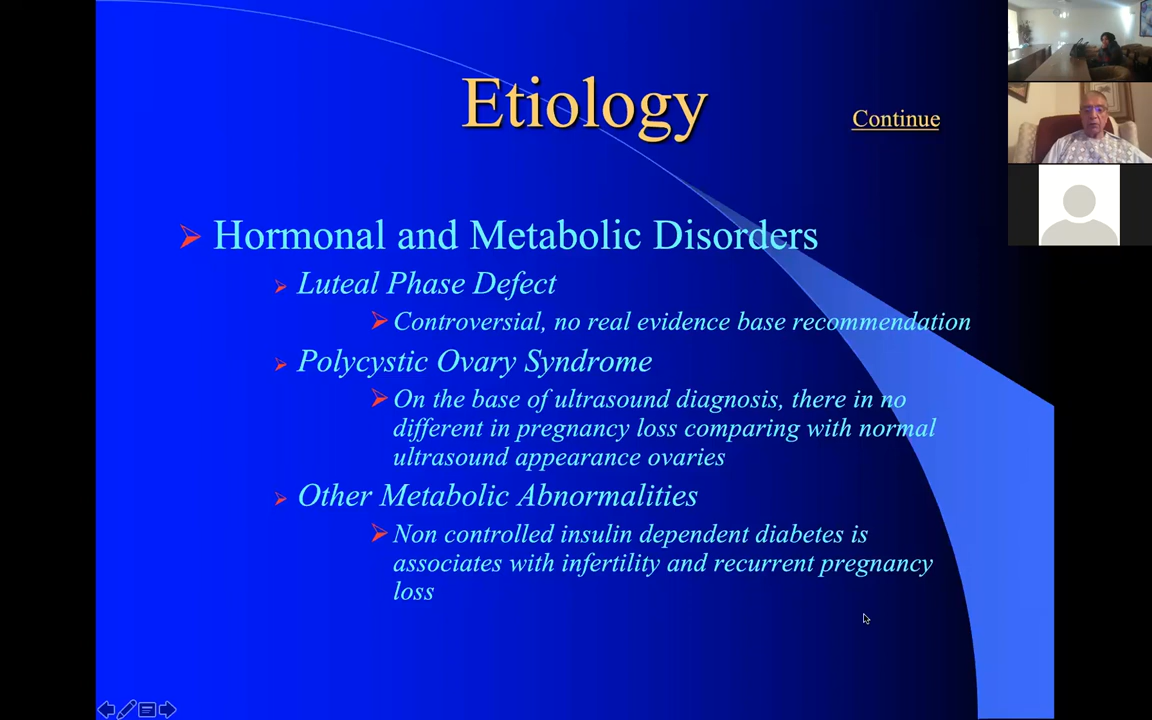 Etiology
Continue
Hormonal and Metabolic Disorders
Luteal Phase Defect
Controversial, no real evidence base recommendation
Polycystic Ovary Syndrome
On the base of ultrasound diagnosis, there in no
different in pregnancy loss comparing with normal
ultrasound appearance ovaries
Other Metabolic Abnormalities
Non controlled insulin dependent diabetes is
associates with infertility and recurrent pregnancy
loss